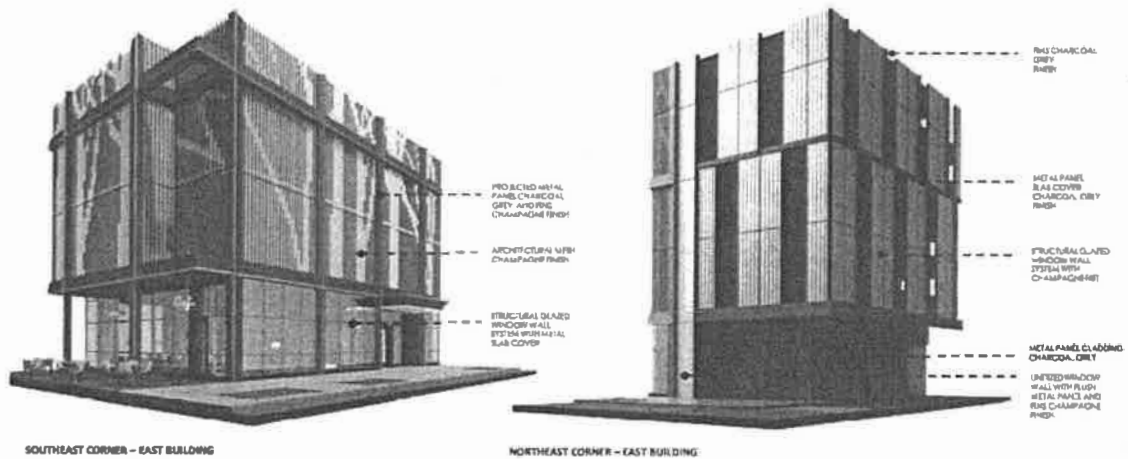 PROJECTED METAL
PANEL CHARCOAL
GREY AND FINS
CHAMPAGNE FINISH
ARCHITECTURAL MESH
CHAMPAGNE FINISH
STRUCTURAL GLAZED
WINDOW WALL
SYSTEM WITH METAL
SLAB COVER
SOUTHEAST CORNER – EAST BUILDING
FINS CHARCOAL
GREY
FINISH
METAL PANEL
SLAB COVER
CHARCOAL GREY
FINISH
STRUCTURAL GLAZED
WINDOW WALL
SYSTEM WITH
CHAMPAGNE FRIT
METAL PANEL CLADDING
CHARCOAL GREY
UNITIZED WINDOW
WALL WITH FLUSH
METAL PANEL AND
FINS CHAMPAGNE
FINISH
NORTHEAST CORNER – EAST BUILDING